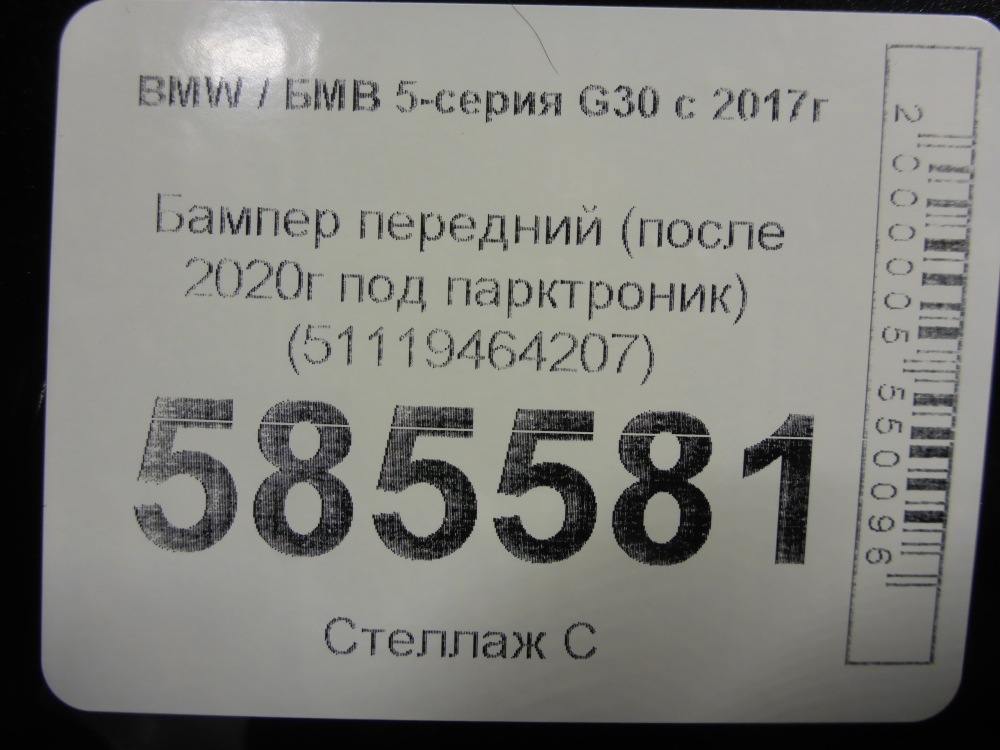 BMW / БМВ 5-серия G30 с 2017г
Бампер передний (после
2020г под парктроник)
(51119464207)
585581
Стеллаж С
2000005550096